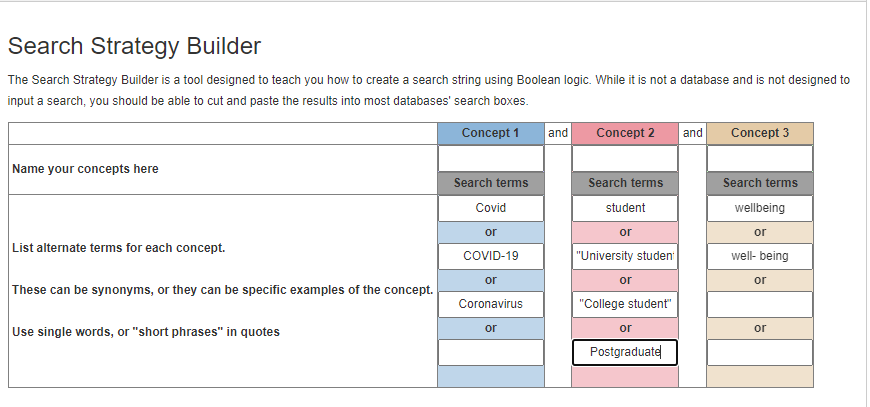 Search Strategy Builder
The Search Strategy Builder is a tool designed to teach you how to create a search string using Boolean logic. While it is not a database and is not designed to
input a search, you should be able to cut and paste the results into most databases' search boxes.
Concept 1 and Concept 2 and Concept 3
Name your concepts here
Search terms Search terms Search terms
Covid student wellbeing
or or or
List alternate terms for each concept.
COVID-19 "University studen well- being
or or or
These can be synonyms, or they can be specific examples of the concept.
Coronavirus "College student"
or or or
Use single words, or "short phrases" in quotes
Postgraduate